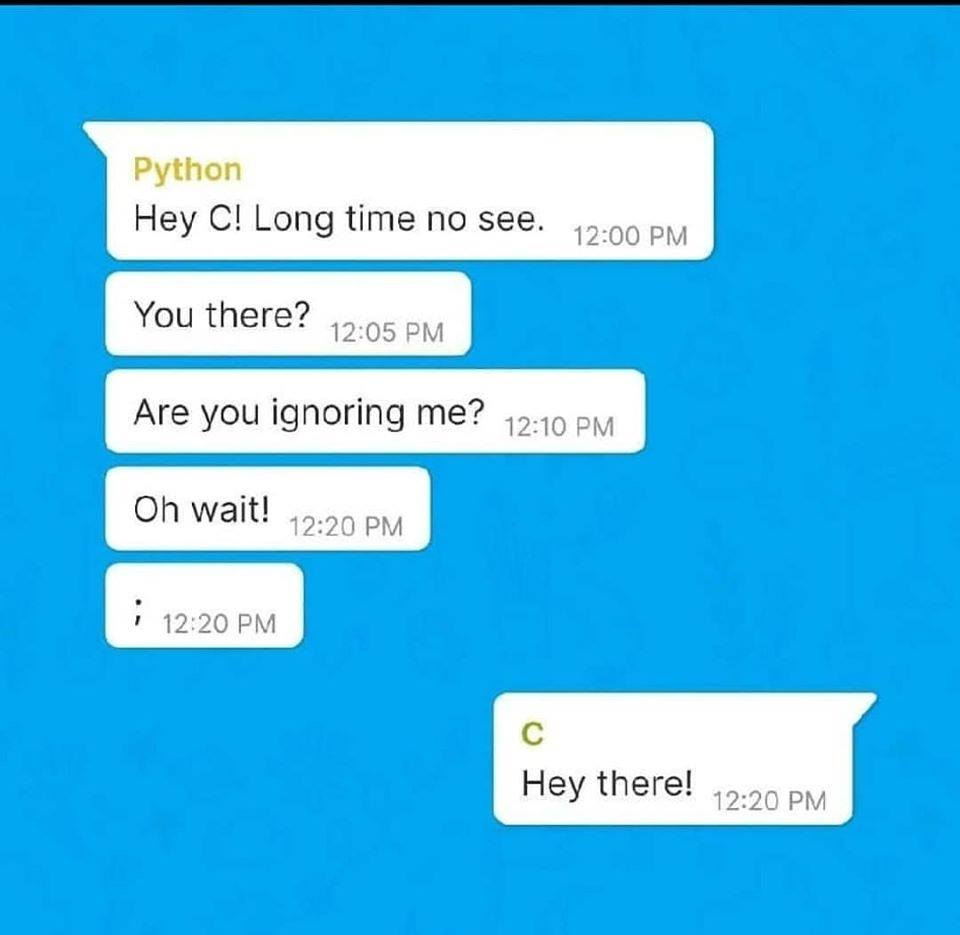 Python
Hey C! Long time no see. 12:00 PM
You there? 12:05 PM
Are you ignoring me? 12:10 PM
Oh wait! 12:20 PM
; 12:20 PM
C
Hey there! 12:20 PM